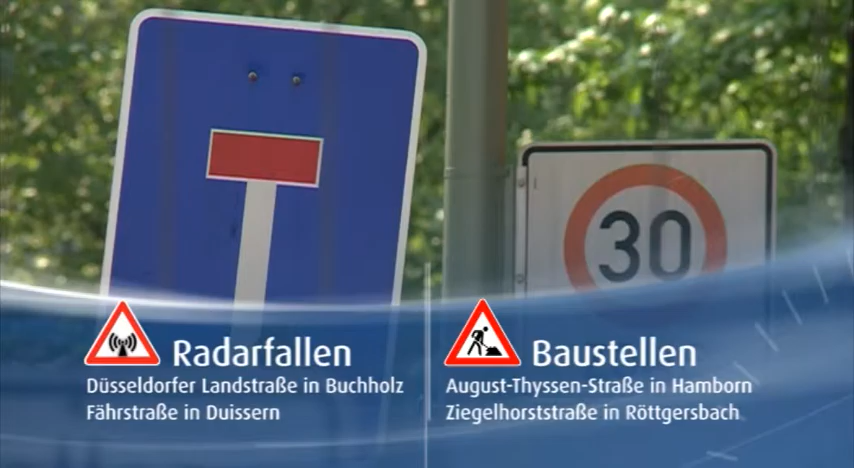 30
Radarfallen
Düsseldorfer Landstraße in Buchholz
Fährstraße in Duissern
Baustellen
August-Thyssen-Straße in Hamborn
Ziegelhorststraße in Röttgersbach